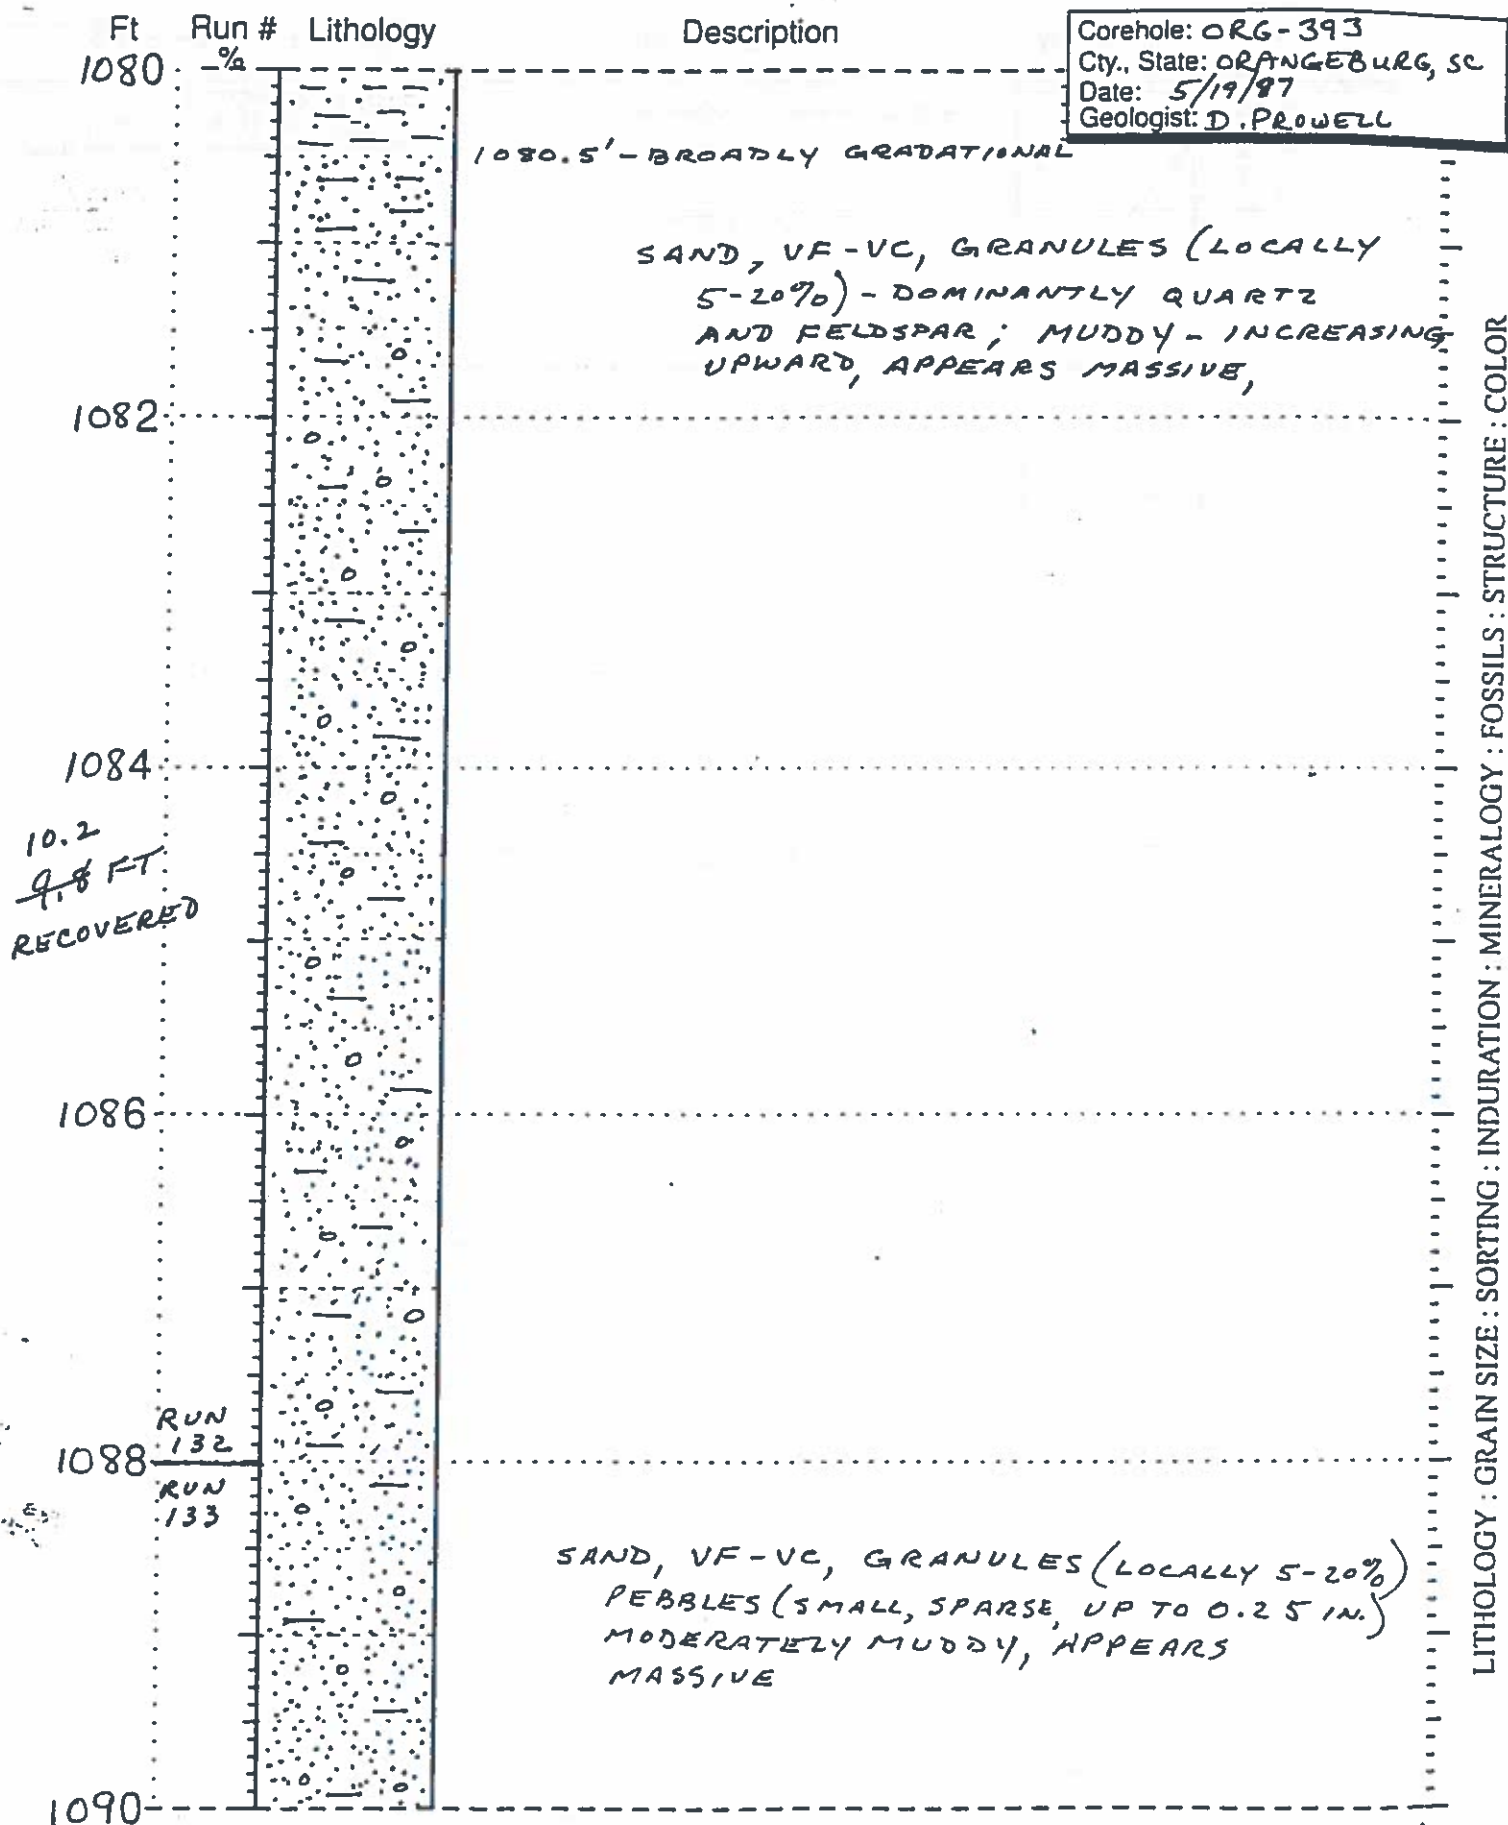 Ft Run # Lithology Description
_%
Corehole: ORG-393
Cty., State: ORANGEBURG, SC
Date: 5/19/87
Geologist: D. PROWELL
1080
1080.5' - BROADLY GRADATIONAL
SAND, VF-VC, GRANULES (LOCALLY
5-20%) - DOMINANTLY QUARTZ
AND FELDSPAR; MUDDY - INCREASING
UPWARD, APPEARS MASSIVE,
1082
1084
10.2
9.8 FT
RECOVERED
1086
RUN
132
1088
RUN
133
SAND, VF-VC, GRANULES (LOCALLY 5-20%)
PEBBLES (SMALL, SPARSE, UP TO 0.25 IN.)
MODERATELY MUDDY, APPEARS
MASSIVE
1090
LITHOLOGY : GRAIN SIZE : SORTING : INDURATION : MINERALOGY : FOSSILS : STRUCTURE : COLOR